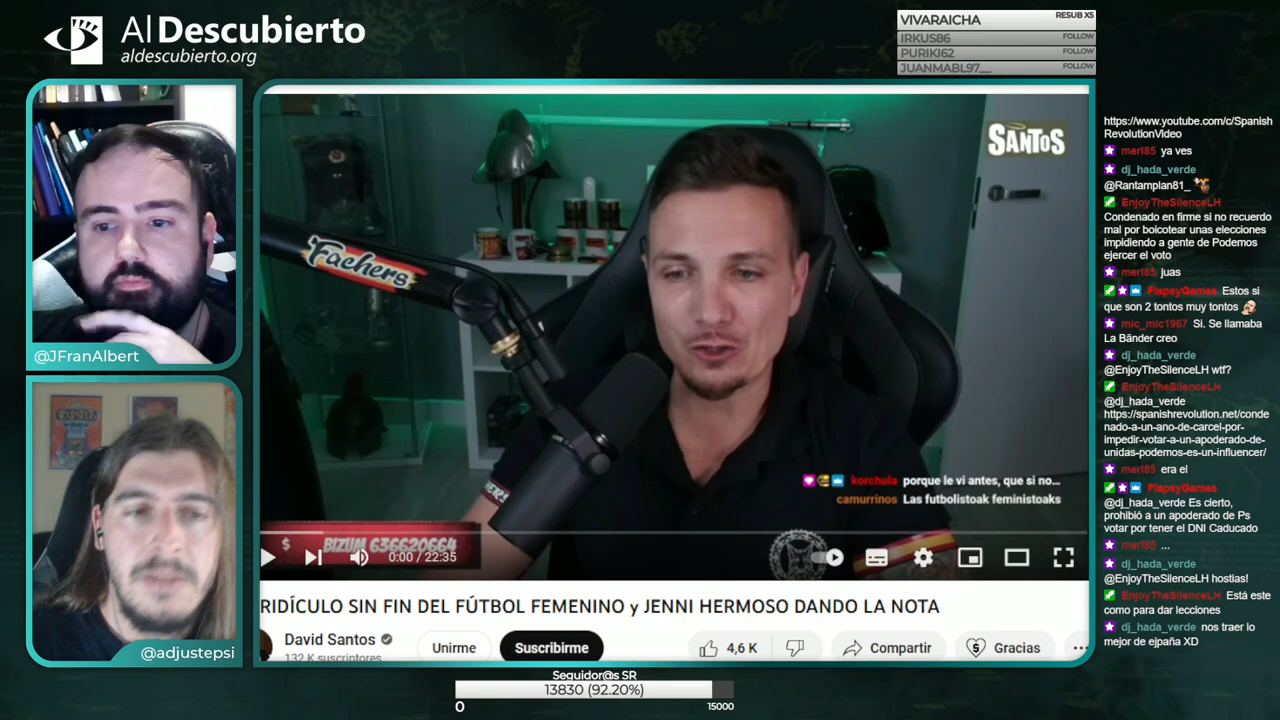 Al Descubierto
aldescubierto.org
VIVARAICHA RESUB X5
IRKUS86 FOLLOW
PURIKI62 FOLLOW
JUANMABL97__ FOLLOW
@JFranAlbert
@adjustepsi
SANTOS
Fachers
korchula porque le vi antes, que si no...
camurrinos Las futbolistoak feministoaks
$ BIZUM 636620664
0:00 / 22:35
RIDÍCULO SIN FIN DEL FÚTBOL FEMENINO y JENNI HERMOSO DANDO LA NOTA
David Santos
132 K suscriptores
Unirme
Suscribirme
4,6 K
Compartir
Gracias
Seguidor@s SR
13830 (92.20%)
0 15000
https://www.youtube.com/c/Spanish
RevolutionVideo
merl85 ya ves
dj_hada_verde
@Rantamplan81_
EnjoyTheSilenceLH
Condenado en firme si no recuerdo
mal por boicotear unas elecciones
impidiendo a gente de Podemos
ejercer el voto
merl85 juas
FlapsyGames Estos si
que son 2 tontos muy tontos
mic_mic1967 Si. Se llamaba
La Bänder creo
dj_hada_verde
@EnjoyTheSilenceLH wtf?
EnjoyTheSilenceLH
@dj_hada_verde
https://spanishrevolution.net/conde
nado-a-un-ano-de-carcel-por-
impedir-votar-a-un-apoderado-de-
unidas-podemos-es-un-influencer/
merl85 era el
FlapsyGames
@dj_hada_verde Es cierto,
prohibió a un apoderado de Ps
votar por tener el DNI Caducado
merl85 ...
dj_hada_verde
@EnjoyTheSilenceLH hostias!
EnjoyTheSilenceLH Está este
como para dar lecciones
dj_hada_verde nos traer lo
mejor de ejpaña XD